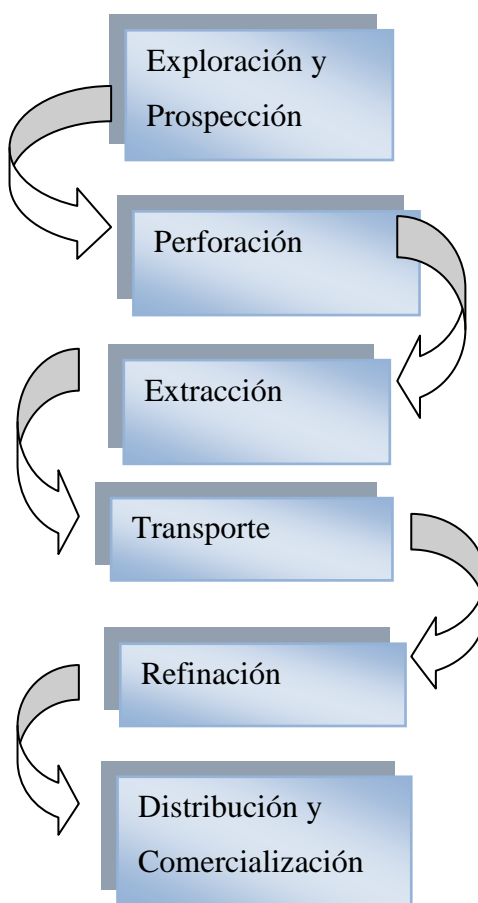 Exploración y
Prospección
Perforación
Extracción
Transporte
Refinación
Distribución y
Comercialización